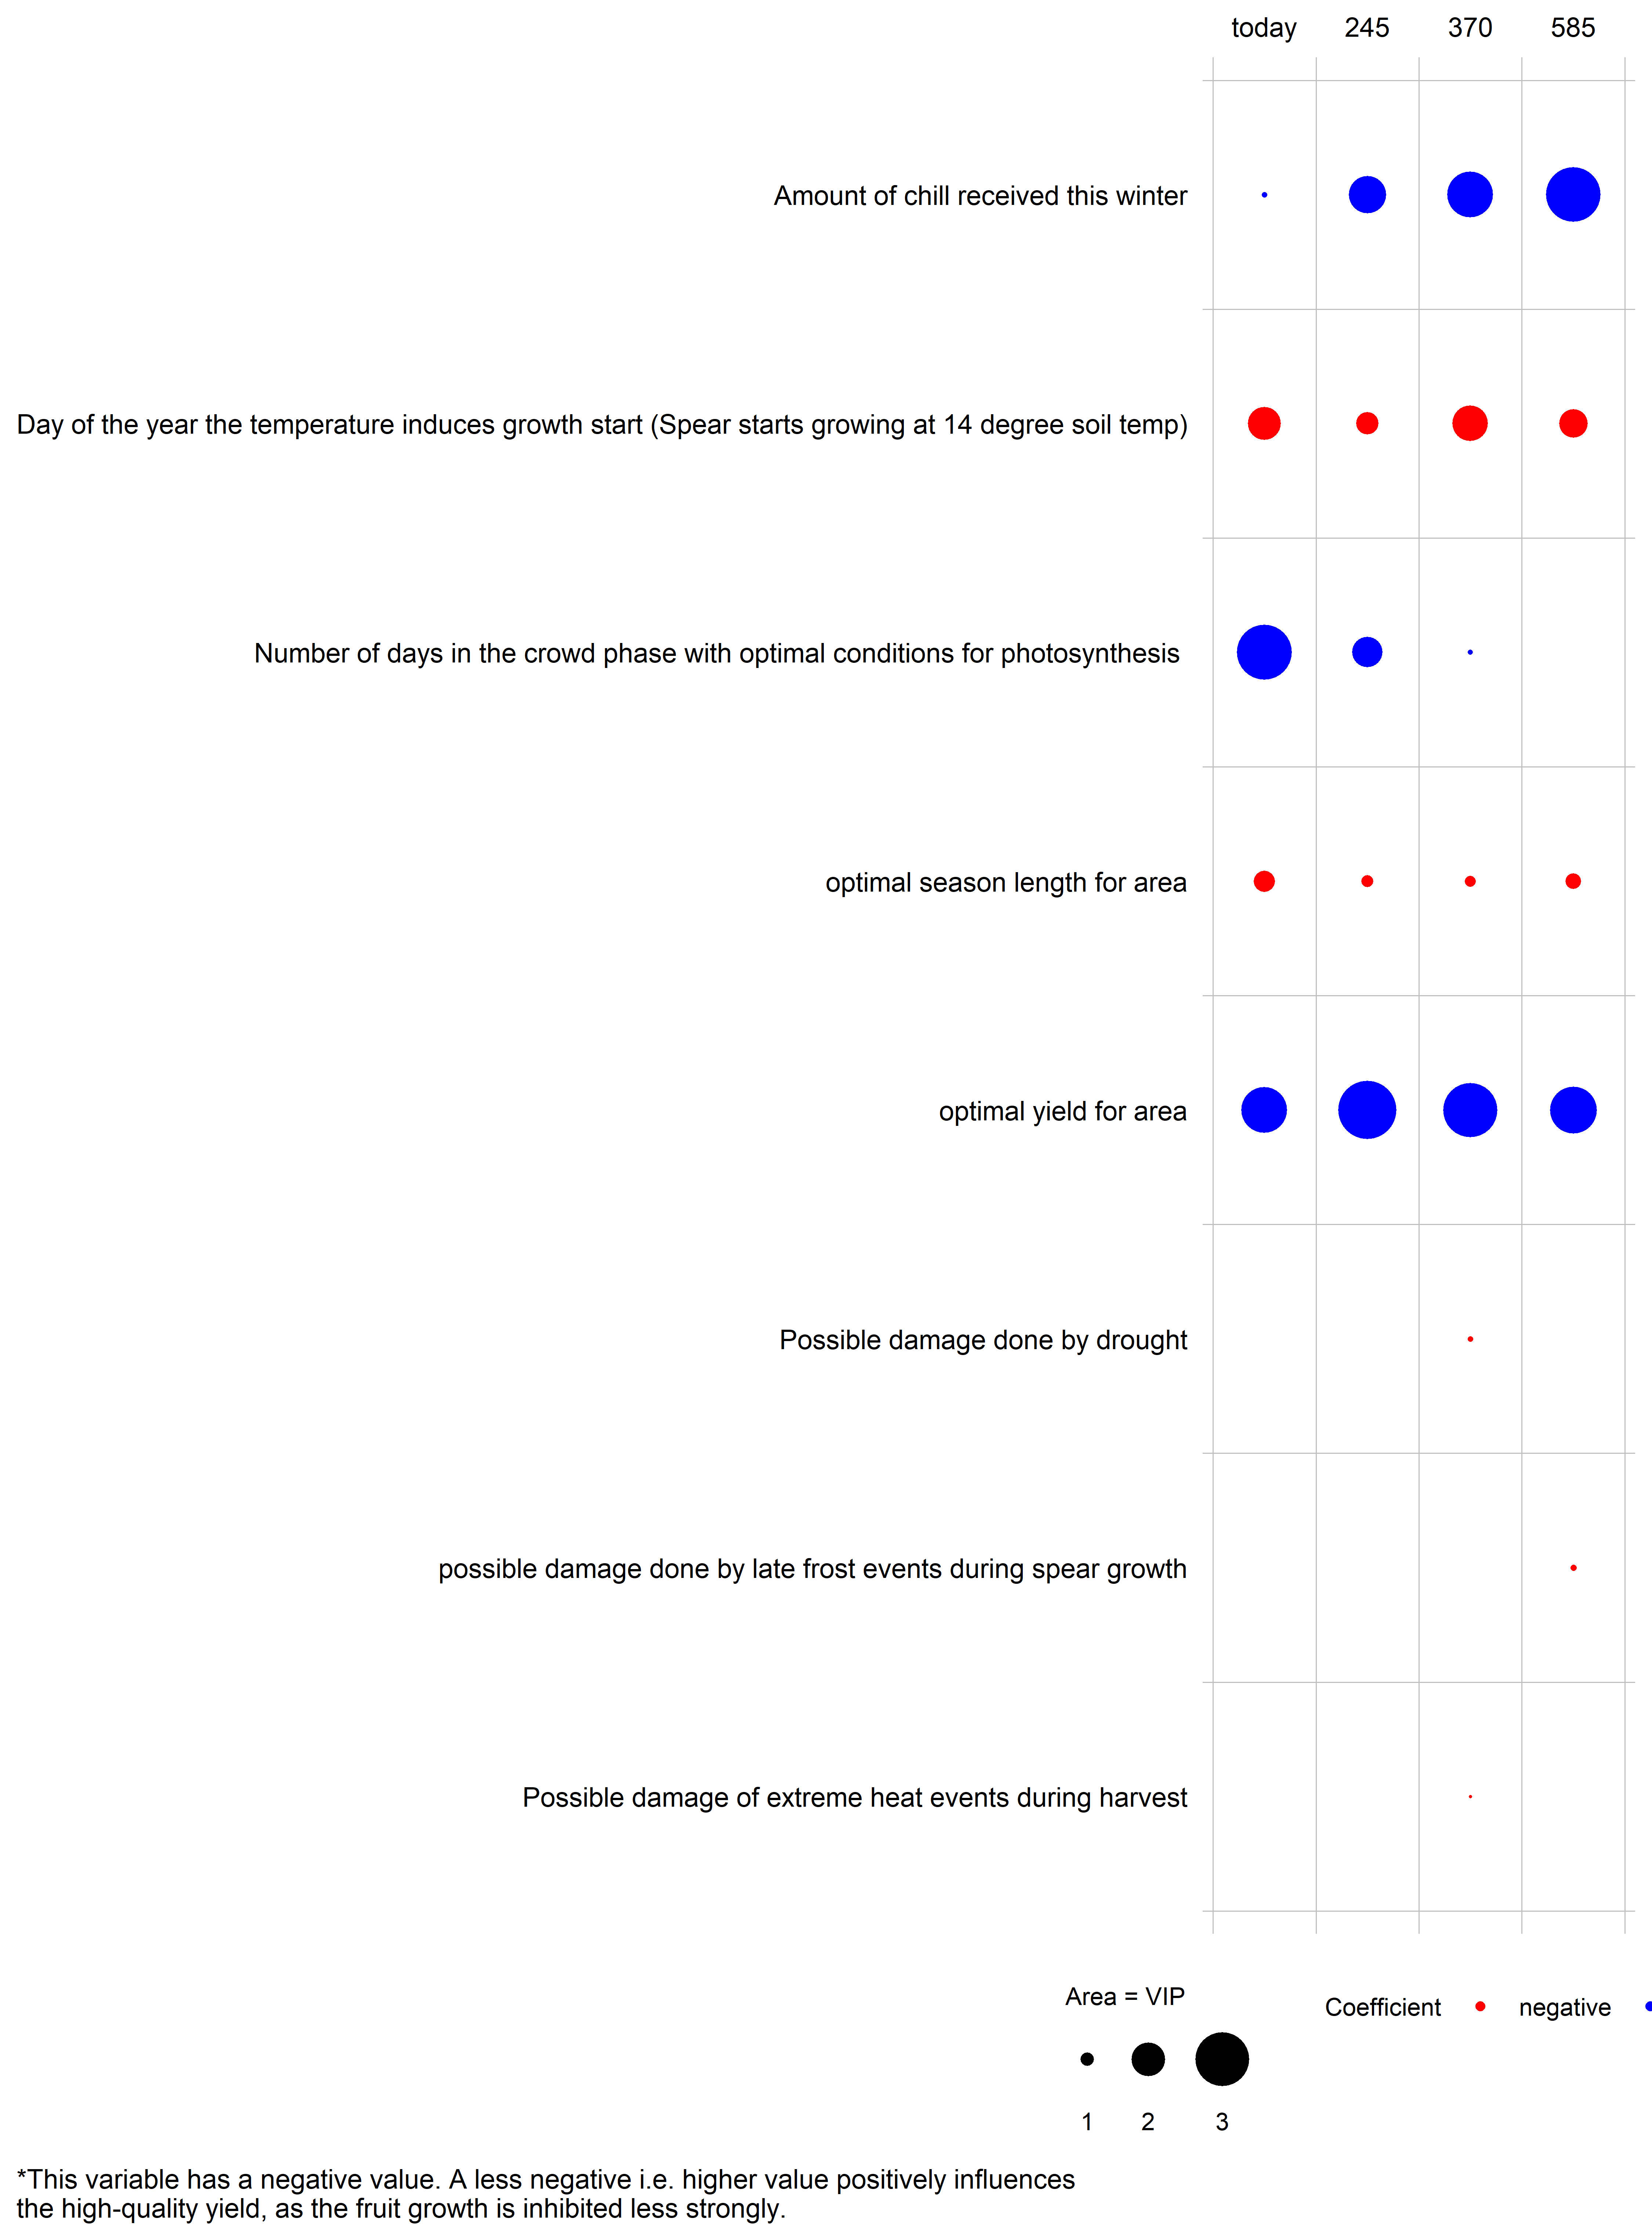 today 245 370 585
Amount of chill received this winter
Day of the year the temperature induces growth start (Spear starts growing at 14 degree soil temp)
Number of days in the crowd phase with optimal conditions for photosynthesis
optimal season length for area
optimal yield for area
Possible damage done by drought
possible damage done by late frost events during spear growth
Possible damage of extreme heat events during harvest
Area = VIP
Coefficient negative
1 2 3
*This variable has a negative value. A less negative i.e. higher value positively influences
the high-quality yield, as the fruit growth is inhibited less strongly.